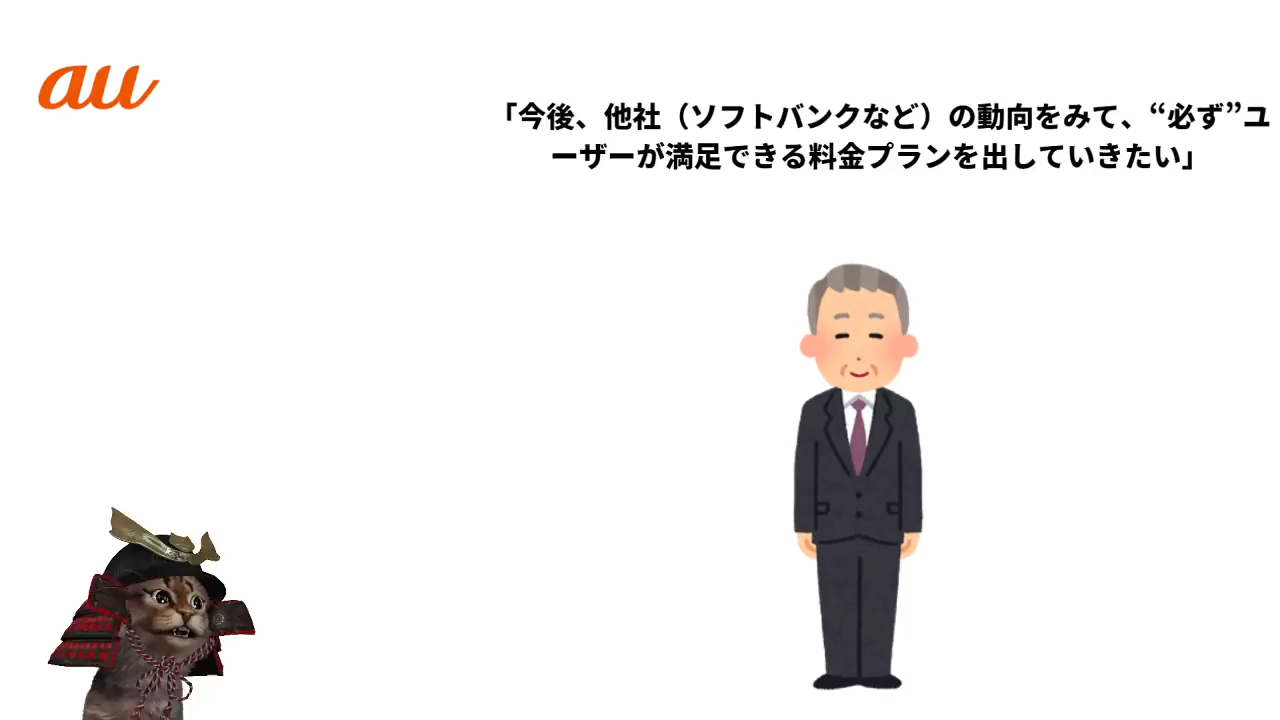 au
「今後、他社（ソフトバンクなど）の動向をみて、“必ず”ユ
ーザーが満足できる料金プランを出していきたい」